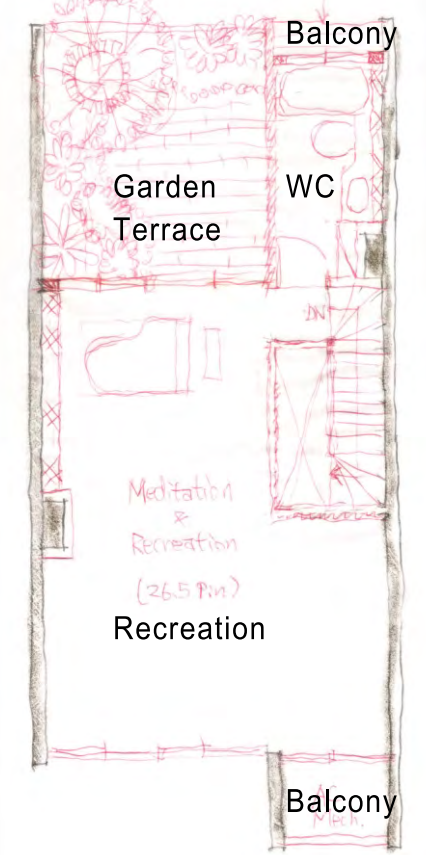 Balcony
Garden
Terrace
WC
DN
Meditation
&
Recreation
(26.5 Pin)
Recreation
Balcony
Mech.